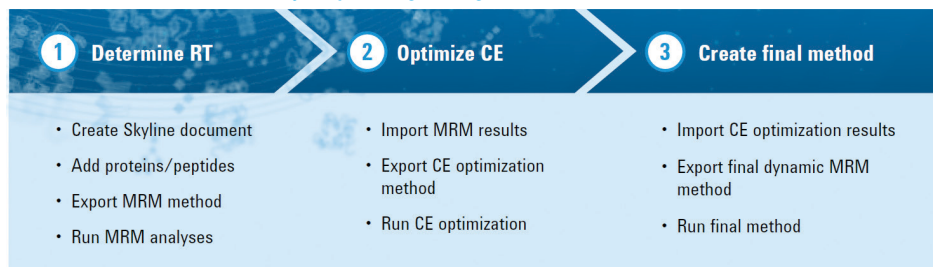 1 Determine RT
• Create Skyline document
• Add proteins/peptides
• Export MRM method
• Run MRM analyses
2 Optimize CE
• Import MRM results
• Export CE optimization
method
• Run CE optimization
3 Create final method
• Import CE optimization results
• Export final dynamic MRM
method
• Run final method